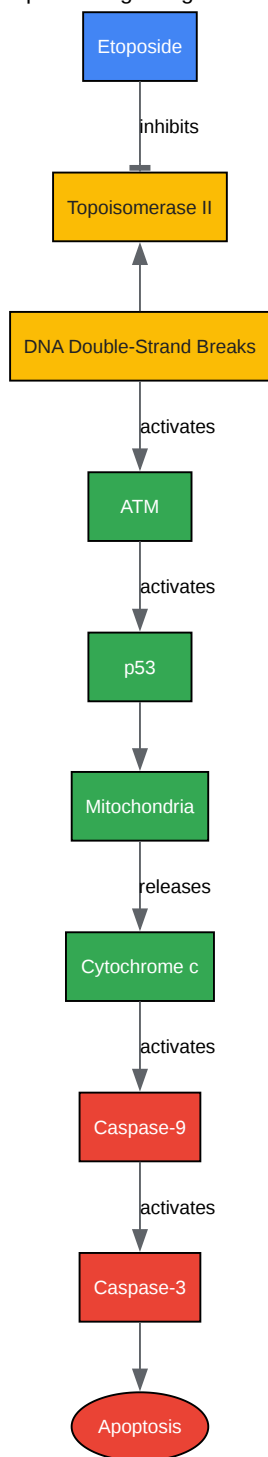 Etoposide
inhibits
Topoisomerase II
DNA Double-Strand Breaks
activates
ATM
activates
p53
Mitochondria
releases
Cytochrome c
activates
Caspase-9
activates
Caspase-3
Apoptosis